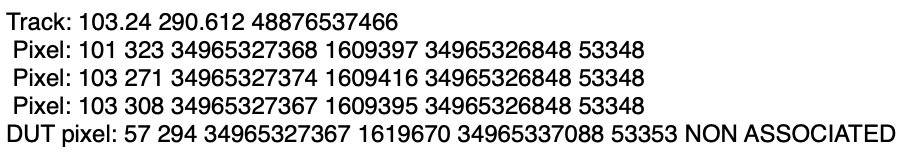 Track: 103.24 290.612 48876537466
Pixel: 101 323 34965327368 1609397 34965326848 53348
Pixel: 103 271 34965327374 1609416 34965326848 53348
Pixel: 103 308 34965327367 1609395 34965326848 53348
DUT pixel: 57 294 34965327367 1619670 34965337088 53353 NON ASSOCIATED